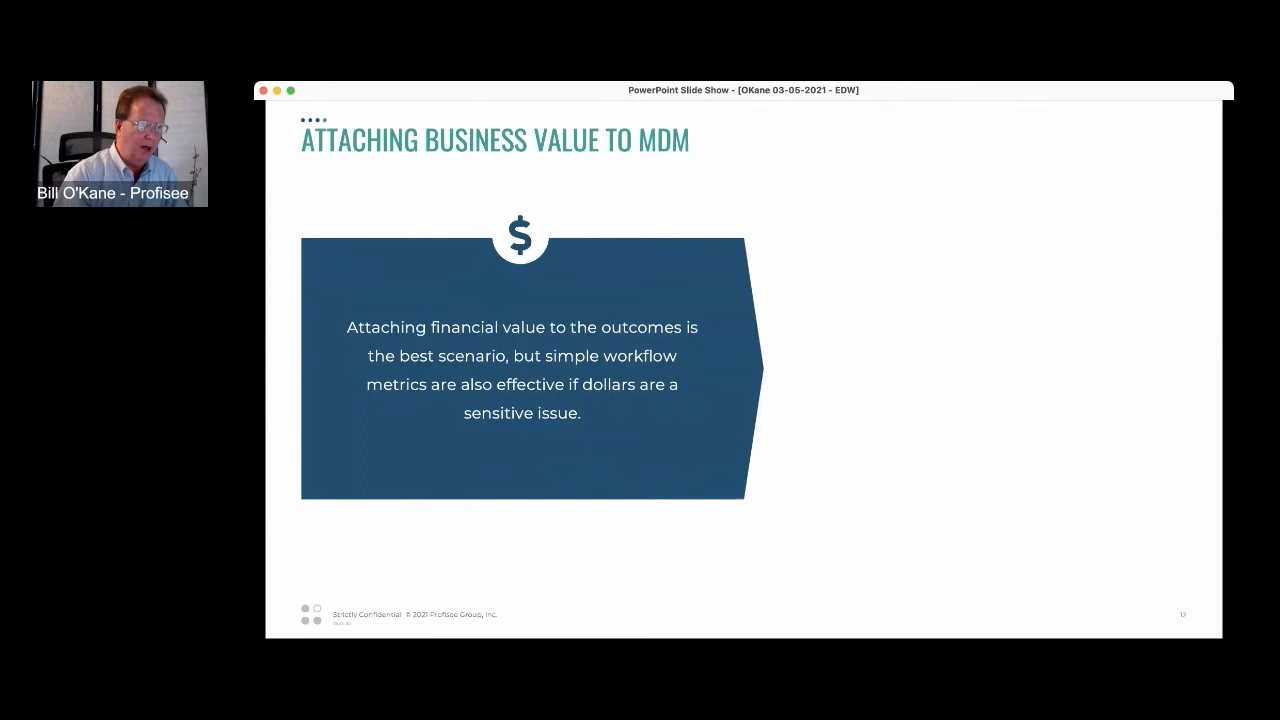 PowerPoint Slide Show - [OKane 03-05-2021 - EDW]
ATTACHING BUSINESS VALUE TO MDM
Bill O'Kane - Profisee
$
Attaching financial value to the outcomes is
the best scenario, but simple workflow
metrics are also effective if dollars are a
sensitive issue.
Strictly Confidential © 2021 Profisee Group, Inc.
12